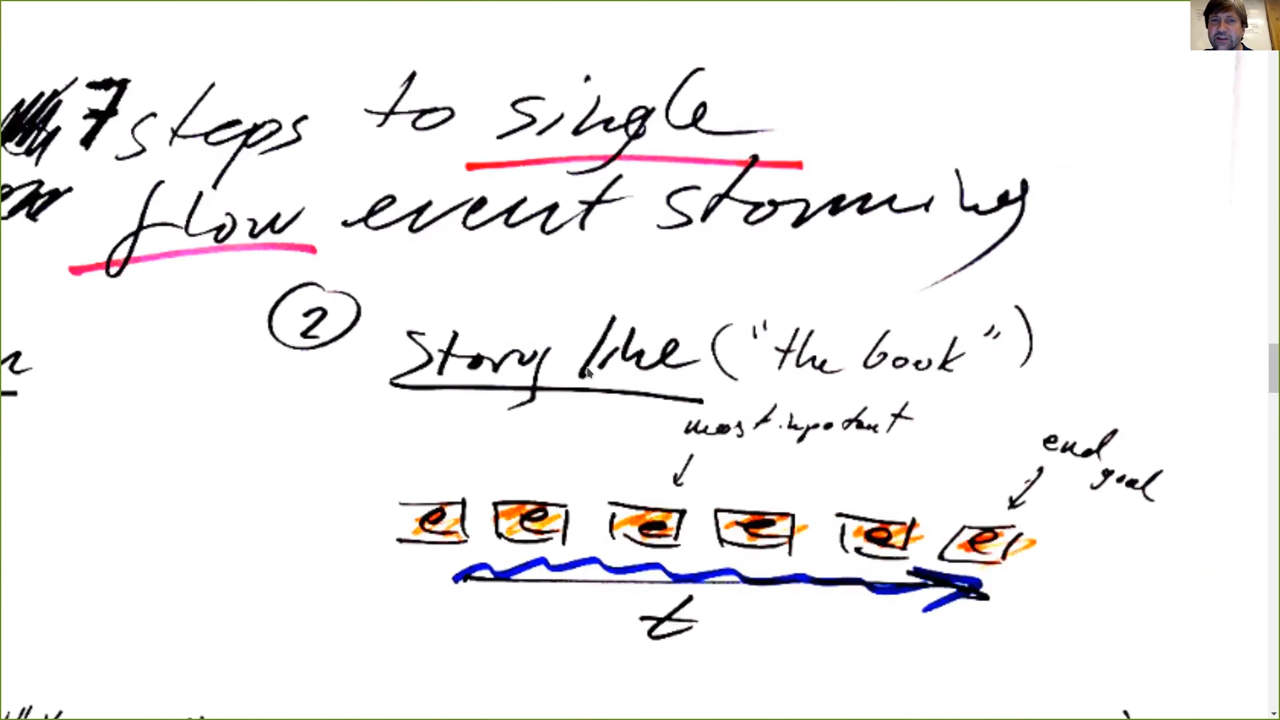 7 steps to single
flow event storming
2 Story like ("the book")
most important
end
goal
e e e e e e
t